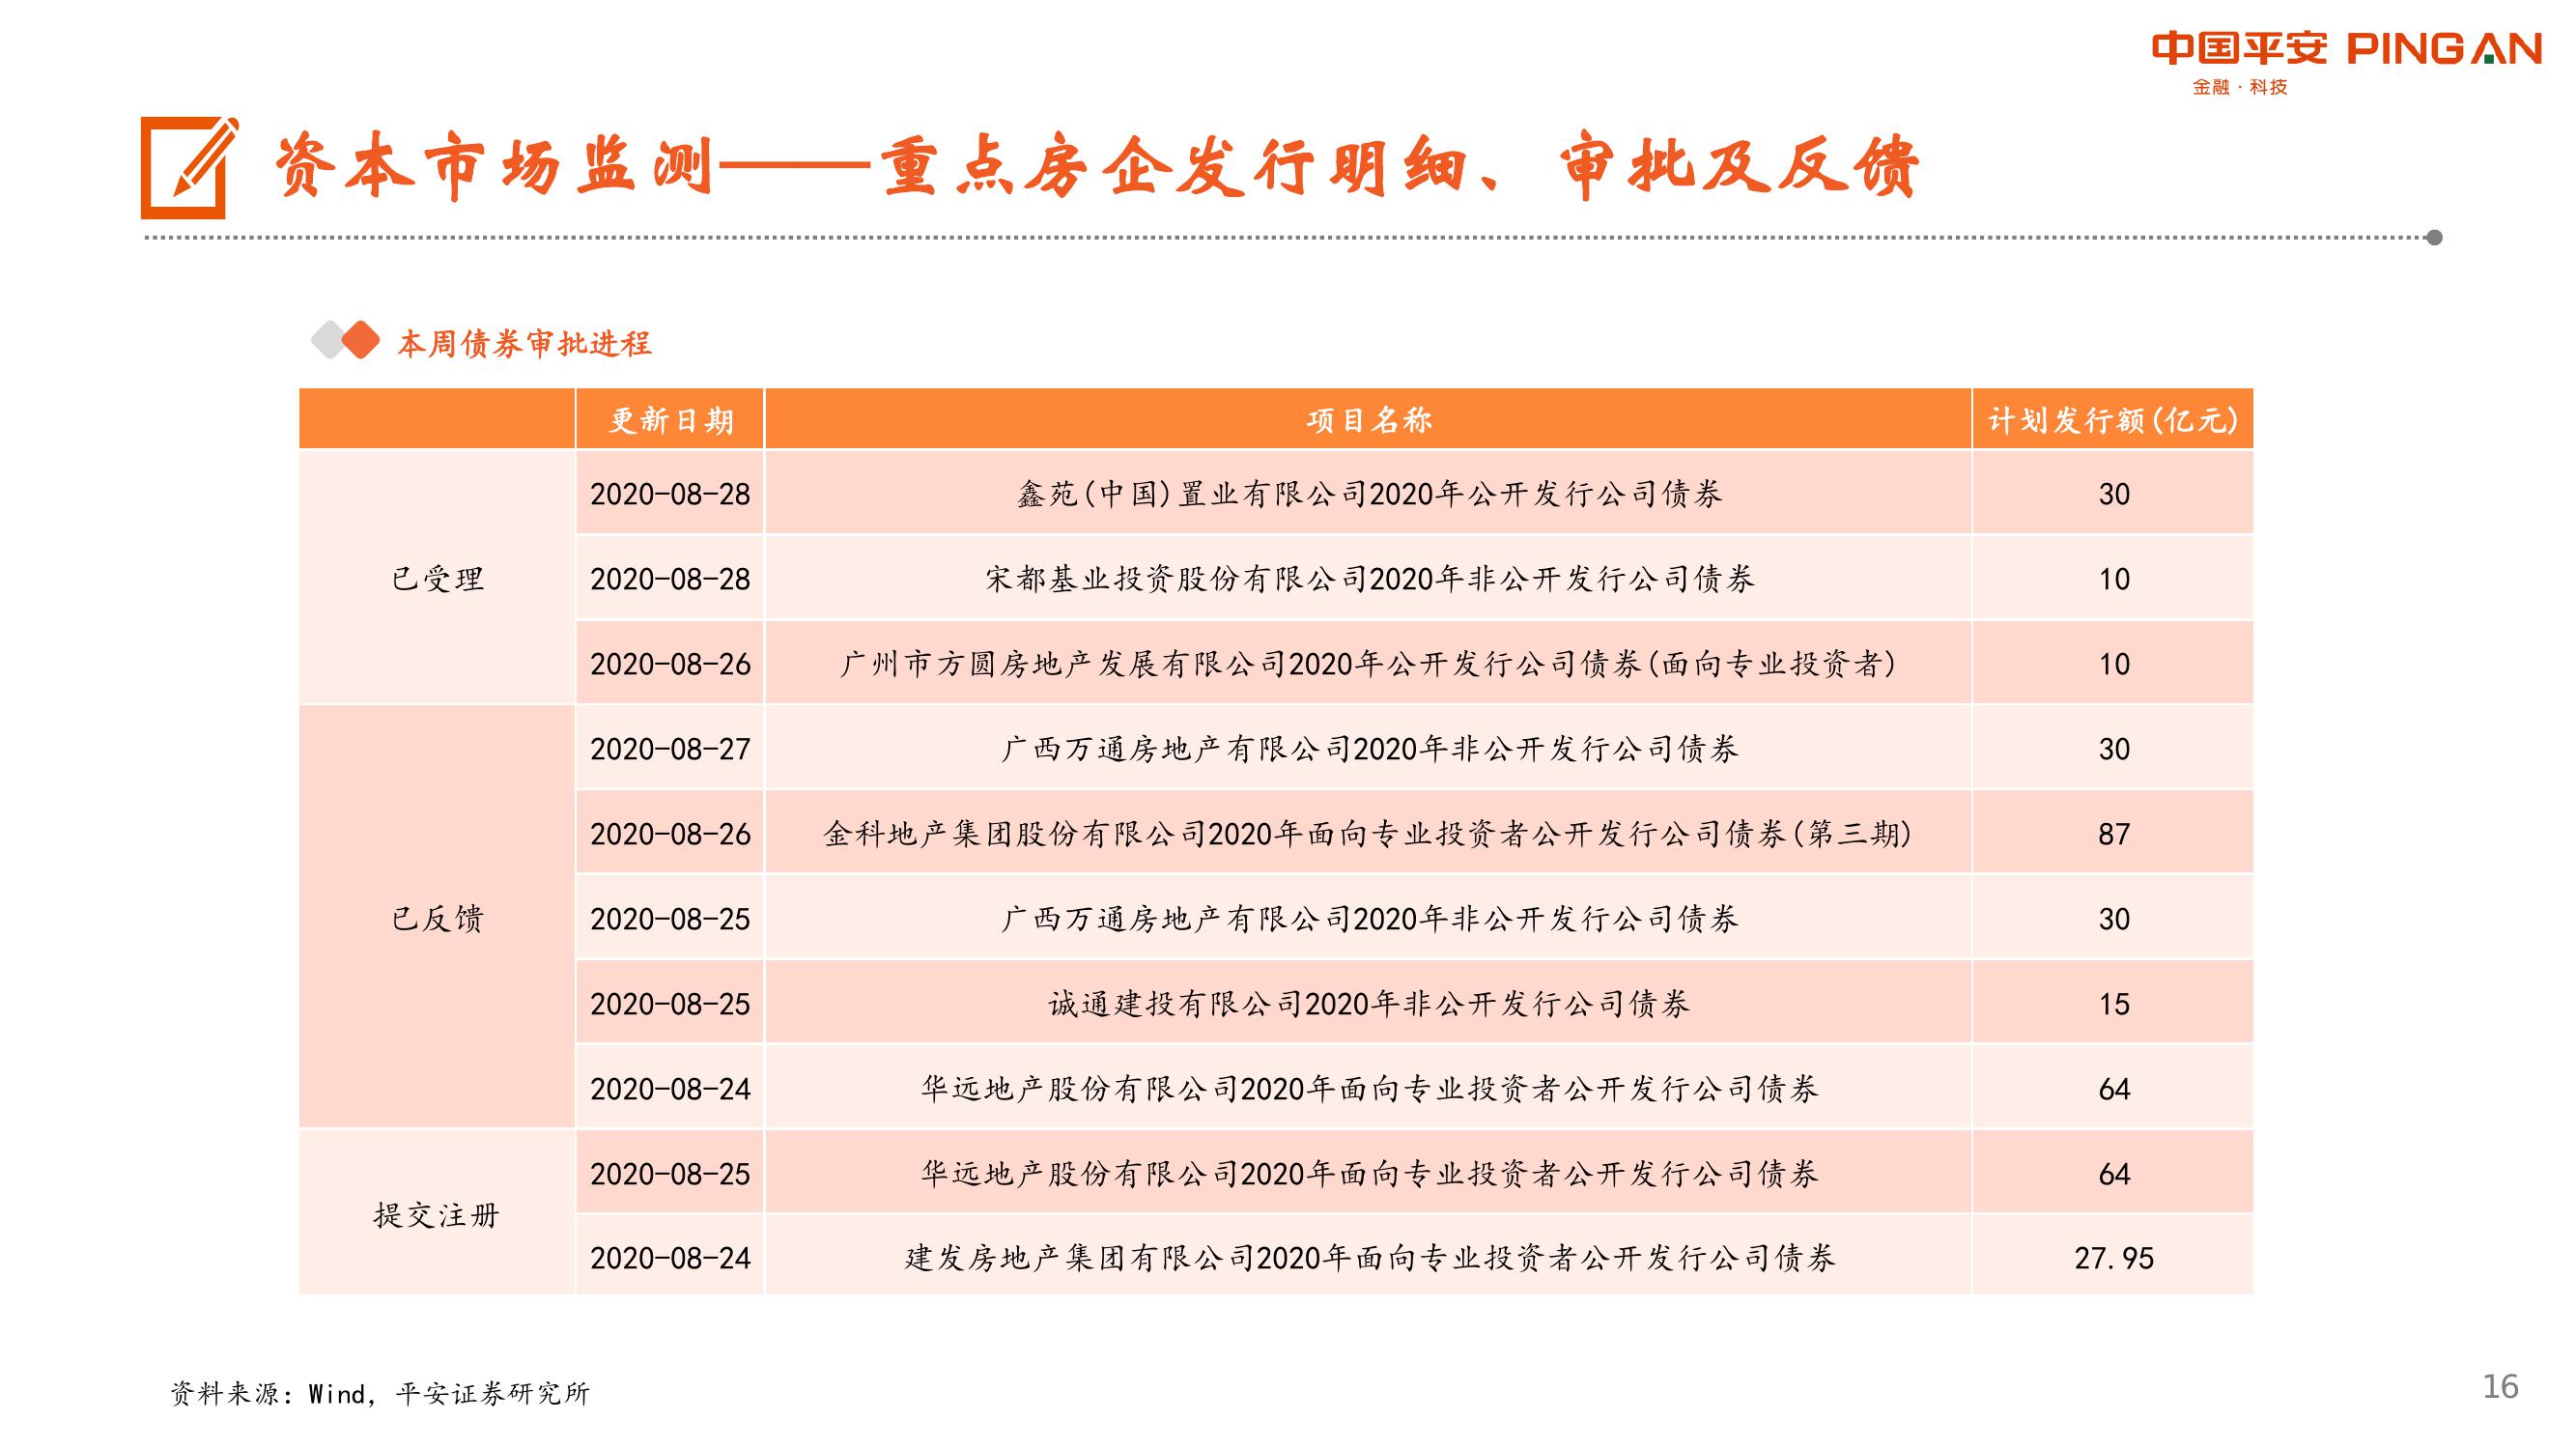 中国平安 PINGAN
金融·科技
资本市场监测——重点房企发行明细、审批及反馈
本周债券审批进程
更新日期 项目名称 计划发行额(亿元)
已受理
2020-08-28 鑫苑(中国)置业有限公司2020年公开发行公司债券 30
2020-08-28 宋都基业投资股份有限公司2020年非公开发行公司债券 10
2020-08-26 广州市方圆房地产发展有限公司2020年公开发行公司债券(面向专业投资者) 10
已反馈
2020-08-27 广西万通房地产有限公司2020年非公开发行公司债券 30
2020-08-26 金科地产集团股份有限公司2020年面向专业投资者公开发行公司债券(第三期) 87
2020-08-25 广西万通房地产有限公司2020年非公开发行公司债券 30
2020-08-25 诚通建投有限公司2020年非公开发行公司债券 15
2020-08-24 华远地产股份有限公司2020年面向专业投资者公开发行公司债券 64
提交注册
2020-08-25 华远地产股份有限公司2020年面向专业投资者公开发行公司债券 64
2020-08-24 建发房地产集团有限公司2020年面向专业投资者公开发行公司债券 27.95
资料来源：Wind，平安证券研究所
16